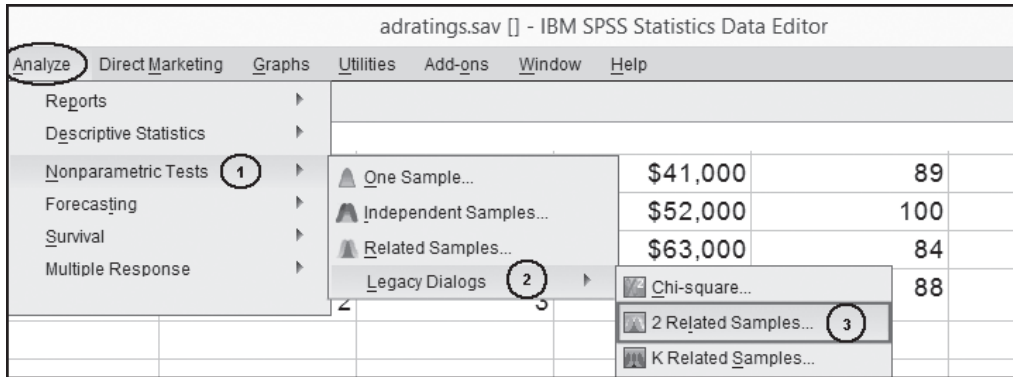 adratings.sav [] - IBM SPSS Statistics Data Editor
Analyze Direct Marketing Graphs Utilities Add-ons Window Help
Reports
Descriptive Statistics
Nonparametric Tests 1
Forecasting
Survival
Multiple Response
One Sample...
Independent Samples...
Related Samples...
Legacy Dialogs 2
$41,000 89
$52,000 100
$63,000 84
88
Chi-square...
2 Related Samples... 3
K Related Samples...